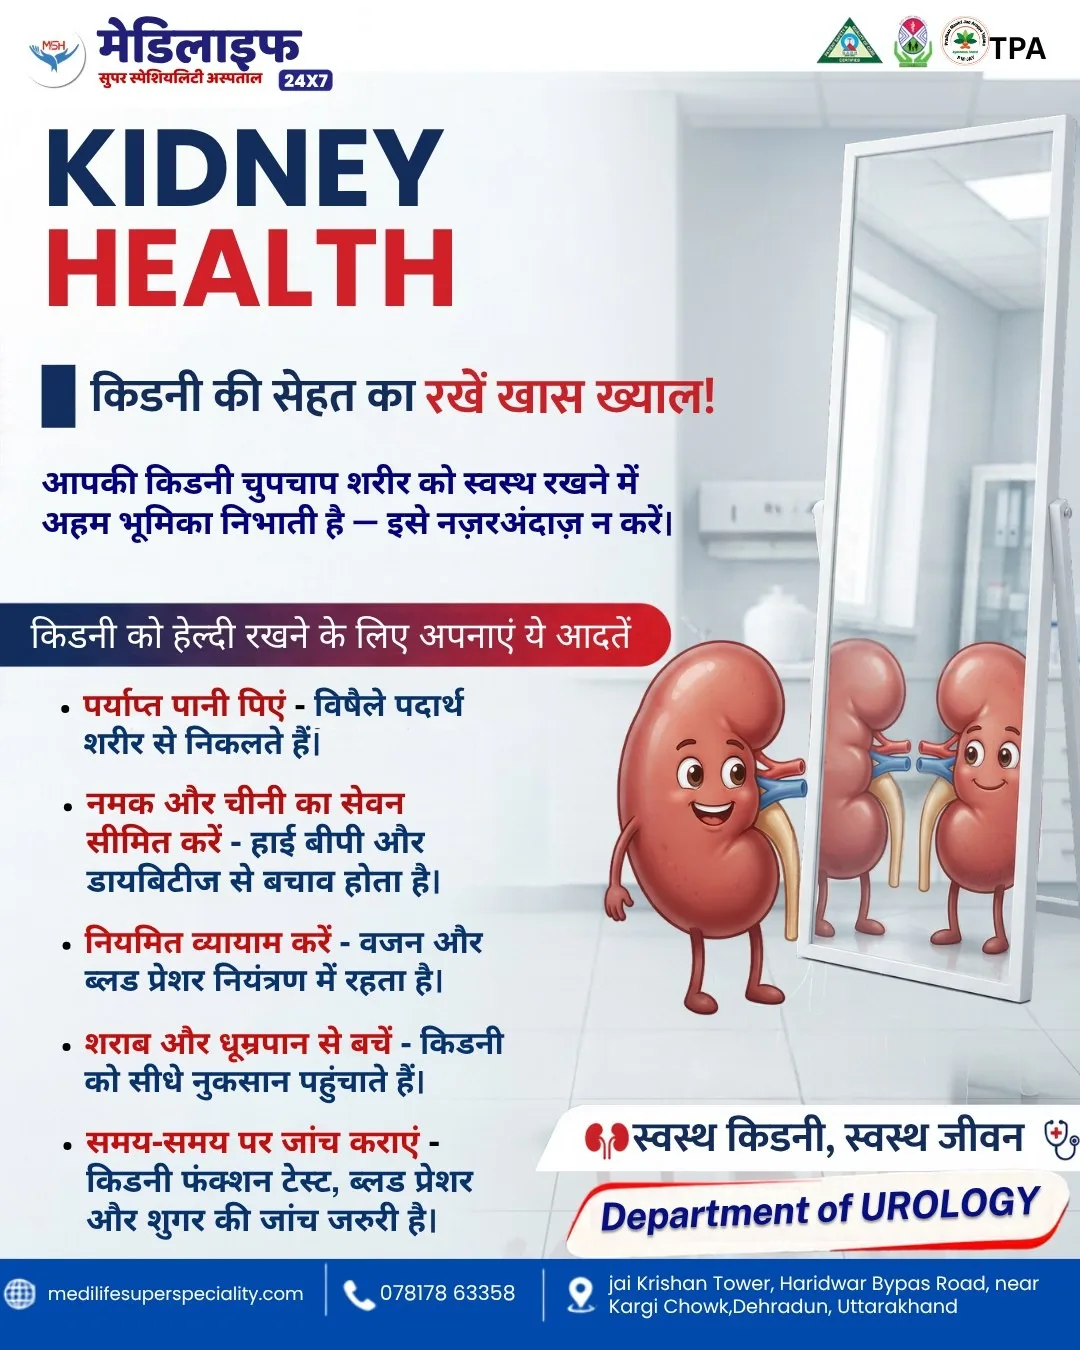 MSH
मेडिलाइफ
सुपर स्पेशियलिटी अस्पताल
24X7
TPA
KIDNEY
HEALTH
किडनी की सेहत का रखें खास ख्याल!
आपकी किडनी चुपचाप शरीर को स्वस्थ रखने में
अहम भूमिका निभाती है – इसे नज़रअंदाज़ न करें।
किडनी को हेल्दी रखने के लिए अपनाएं ये आदतें
• पर्याप्त पानी पिएं - विषैले पदार्थ
शरीर से निकलते हैं।
• नमक और चीनी का सेवन
सीमित करें - हाई बीपी और
डायबिटीज से बचाव होता है।
• नियमित व्यायाम करें - वजन और
ब्लड प्रेशर नियंत्रण में रहता है।
• शराब और धूम्रपान से बचें - किडनी
को सीधे नुकसान पहुंचाते हैं।
• समय-समय पर जांच कराएं -
किडनी फंक्शन टेस्ट, ब्लड प्रेशर
और शुगर की जांच जरुरी है।
स्वस्थ किडनी, स्वस्थ जीवन
Department of UROLOGY
medilifesuperspeciality.com
078178 63358
jai Krishan Tower, Haridwar Bypas Road, near
Kargi Chowk,Dehradun, Uttarakhand